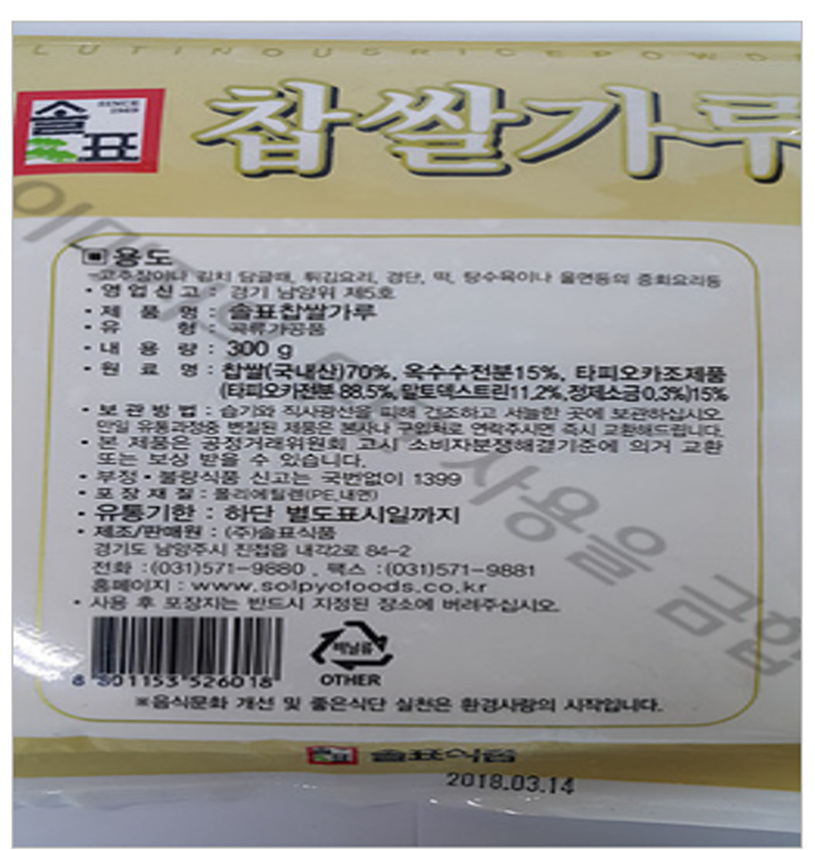 LUTINOUSRICEPOWD
솔표
SINCE
찹쌀가루
▣용도
-고추장이나 김치 담글때, 튀김요리, 경단, 떡, 탕수육이나 울면등의 중화요리등
• 영업신고 : 경기 남양위 제5호
• 제 품 명 : 솔표찹쌀가루
• 유 형 : 곡류가공품
• 내 용 량 : 300 g
• 원 료 명 : 찹쌀(국내산)70%, 옥수수전분15%, 타피오카조제품
(타피오카전분 88.5%, 말토덱스트린11.2%, 정제소금0.3%)15%
• 보관방법 : 습기와 직사광선을 피해 건조하고 서늘한 곳에 보관하십시오.
만일 유통과정중 변질된 제품은 본사나 구입처로 연락주시면 즉시 교환해드립니다.
• 본 제품은 공정거래위원회 고시 소비자분쟁해결기준에 의거 교환
또는 보상 받을 수 있습니다.
• 부정 • 불량식품 신고는 국번없이 1399
• 포장재질 : 폴리에틸렌(PE,내면)
• 유통기한 : 하단 별도표시일까지
• 제조/판매원 : (주)솔표식품
경기도 남양주시 진접읍 내각2로 84-2
전화 : (031)571-9880 , 팩스 : (031)571-9881
홈페이지 : www.solpyofoods.co.kr
• 사용 후 포장지는 반드시 지정된 장소에 버려주십시오.
8 801153 526018
비닐류
OTHER
※음식문화 개선 및 좋은식단 실천은 환경사랑의 시작입니다.
솔표식품
2018.03.14
사용을 금합